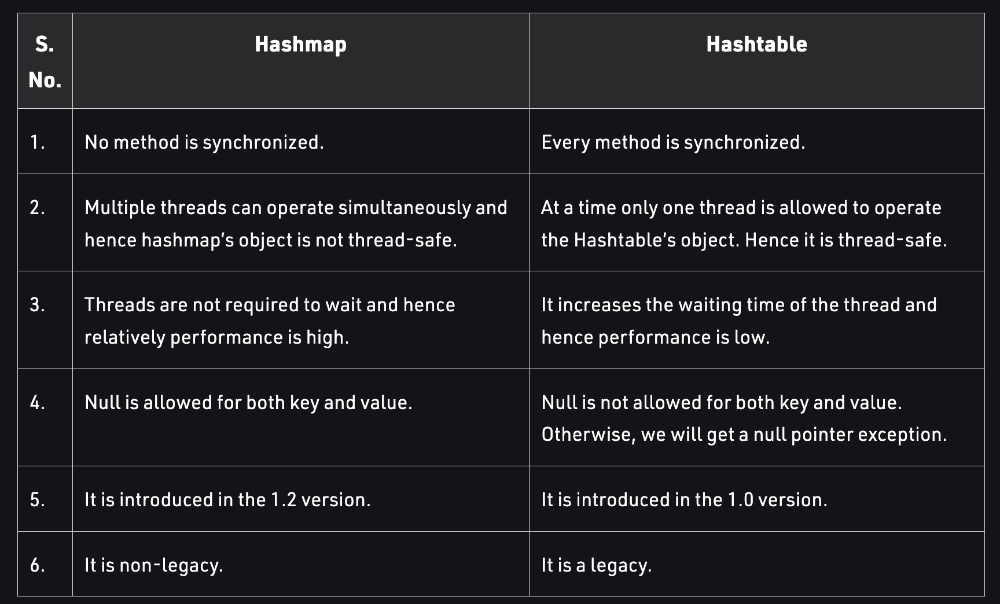 S.
No.
Hashmap
Hashtable
1.
No method is synchronized.
Every method is synchronized.
2.
Multiple threads can operate simultaneously and
hence hashmap’s object is not thread-safe.
At a time only one thread is allowed to operate
the Hashtable’s object. Hence it is thread-safe.
3.
Threads are not required to wait and hence
relatively performance is high.
It increases the waiting time of the thread and
hence performance is low.
4.
Null is allowed for both key and value.
Null is not allowed for both key and value.
Otherwise, we will get a null pointer exception.
5.
It is introduced in the 1.2 version.
It is introduced in the 1.0 version.
6.
It is non-legacy.
It is a legacy.